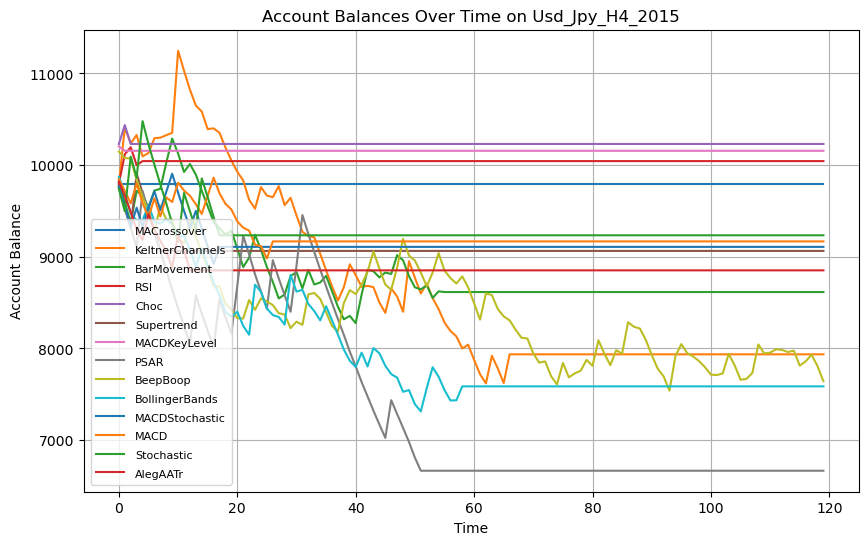 Account Balances Over Time on Usd_Jpy_H4_2015
11000
10000
9000
8000
7000
Account Balance
MACrossover
KeltnerChannels
BarMovement
RSI
Choc
Supertrend
MACDKeyLevel
PSAR
BeepBoop
BollingerBands
MACDStochastic
MACD
Stochastic
AlegAATr
0 20 40 60 80 100 120
Time